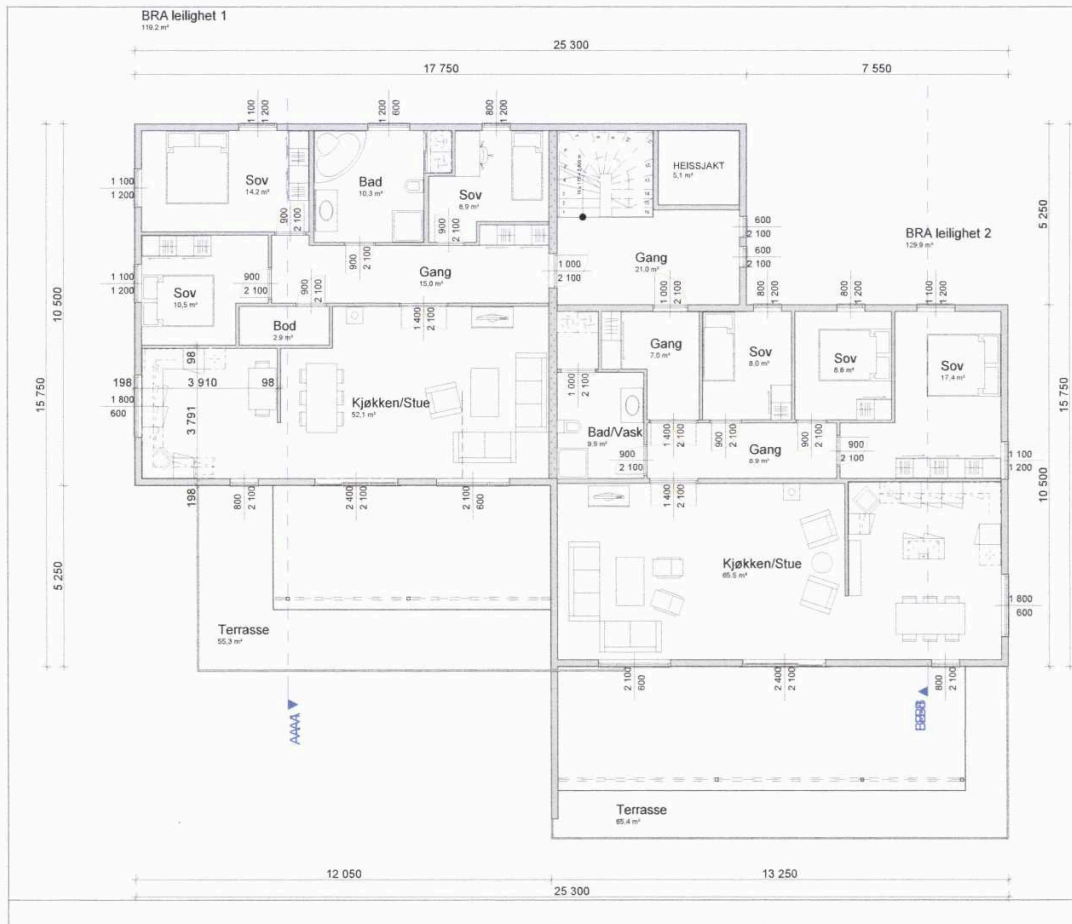 BRA leilighet 1
119,2 m²
25 300
17 750
7 550
1 100
1 200
1 200
600
800
1 200
15 750
10 500
5 250
5 250
10 500
15 750
1 100
1 200
Sov
14,2 m²
Bad
10,3 m²
Sov
8,9 m²
HEISSJAKT
5,1 m²
900
2 100
900
2 100
900
2 100
600
2 100
600
2 100
BRA leilighet 2
129,9 m²
1 100
1 200
Sov
10,5 m²
900
2 100
900
2 100
Gang
15,0 m²
1 000
2 100
Gang
21,0 m²
1 000
2 100
800
1 200
800
1 200
1 100
1 200
Bod
2,9 m²
1 400
2 100
98
198
3 910
98
1 800
600
3 791
198
Kjøkken/Stue
52,1 m²
1 000
2 100
Gang
7,0 m²
Sov
8,0 m²
Sov
8,8 m²
Sov
17,4 m²
Bad/Vask
9,9 m²
900
2 100
1 400
2 100
900
2 100
900
2 100
900
2 100
Gang
8,9 m²
1 100
1 200
800
2 100
2 400
2 100
2 100
600
1 400
2 100
Kjøkken/Stue
65,5 m²
1 800
600
Terrasse
55,3 m²
2 100
600
2 400
2 100
800
2 100
Terrasse
65,4 m²
12 050
13 250
25 300